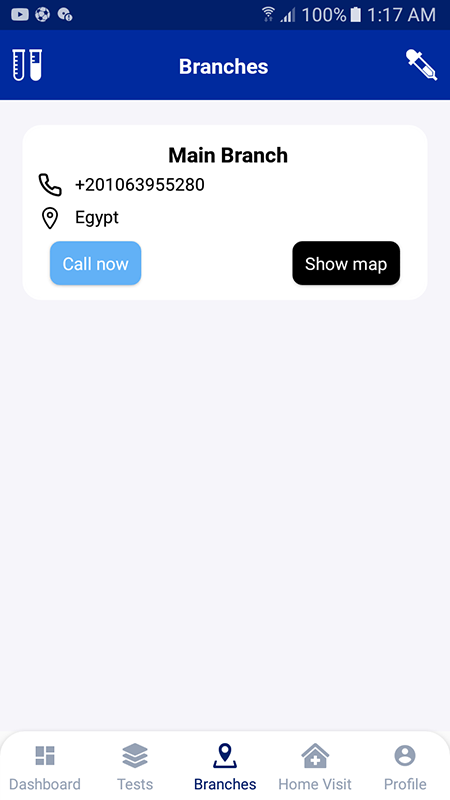 100% 1:17 AM
Branches
Main Branch
+201063955280
Egypt
Call now Show map
Dashboard Tests Branches Home Visit Profile